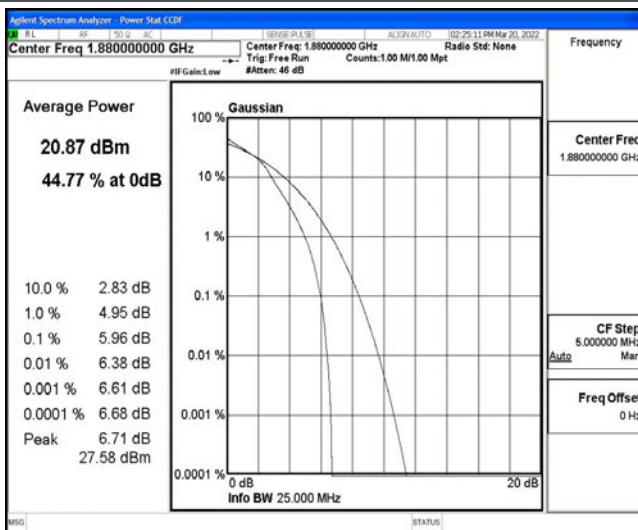 Agilent Spectrum Analyzer - Power Stat CCDF
RL RF 50 Ω AC SENSE:PULSE ALIGN AUTO 02:25:11 PM Mar 20, 2022
Center Freq 1.880000000 GHz
Center Freq: 1.880000000 GHz Radio Std: None
Trig: Free Run Counts:1.00 M/1.00 Mpt
#IFGain:Low #Atten: 46 dB
Frequency
Average Power
20.87 dBm
44.77 % at 0dB
10.0 % 2.83 dB
1.0 % 4.95 dB
0.1 % 5.96 dB
0.01 % 6.38 dB
0.001 % 6.61 dB
0.0001 % 6.68 dB
Peak 6.71 dB
27.58 dBm
Gaussian
100 %
10 %
1 %
0.1 %
0.01 %
0.001 %
0.0001 %
0 dB 20 dB
Info BW 25.000 MHz
Center Freq
1.880000000 GHz
CF Step
5.000000 MHz
Auto Man
Freq Offset
0 Hz
MSG STATUS